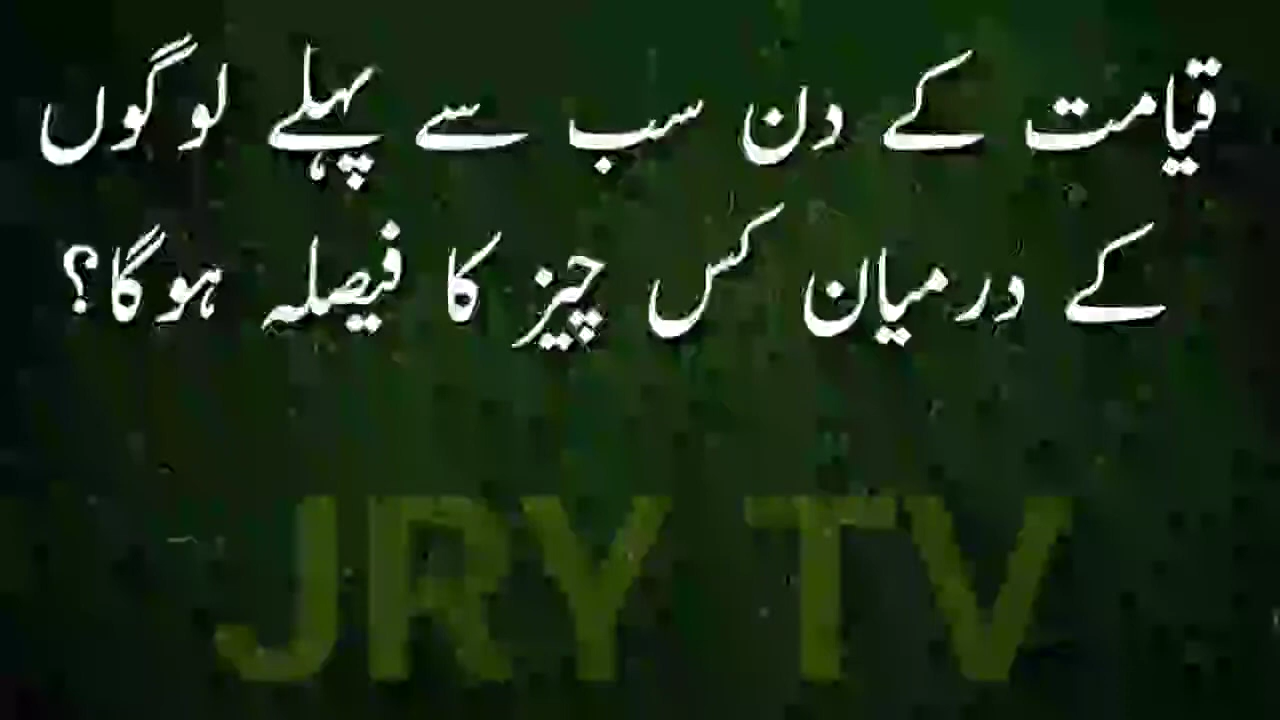 قیامت کے دن سب سے پہلے لوگوں
کے درمیان کس چیز کا فیصلہ ہوگا؟
JRY TV